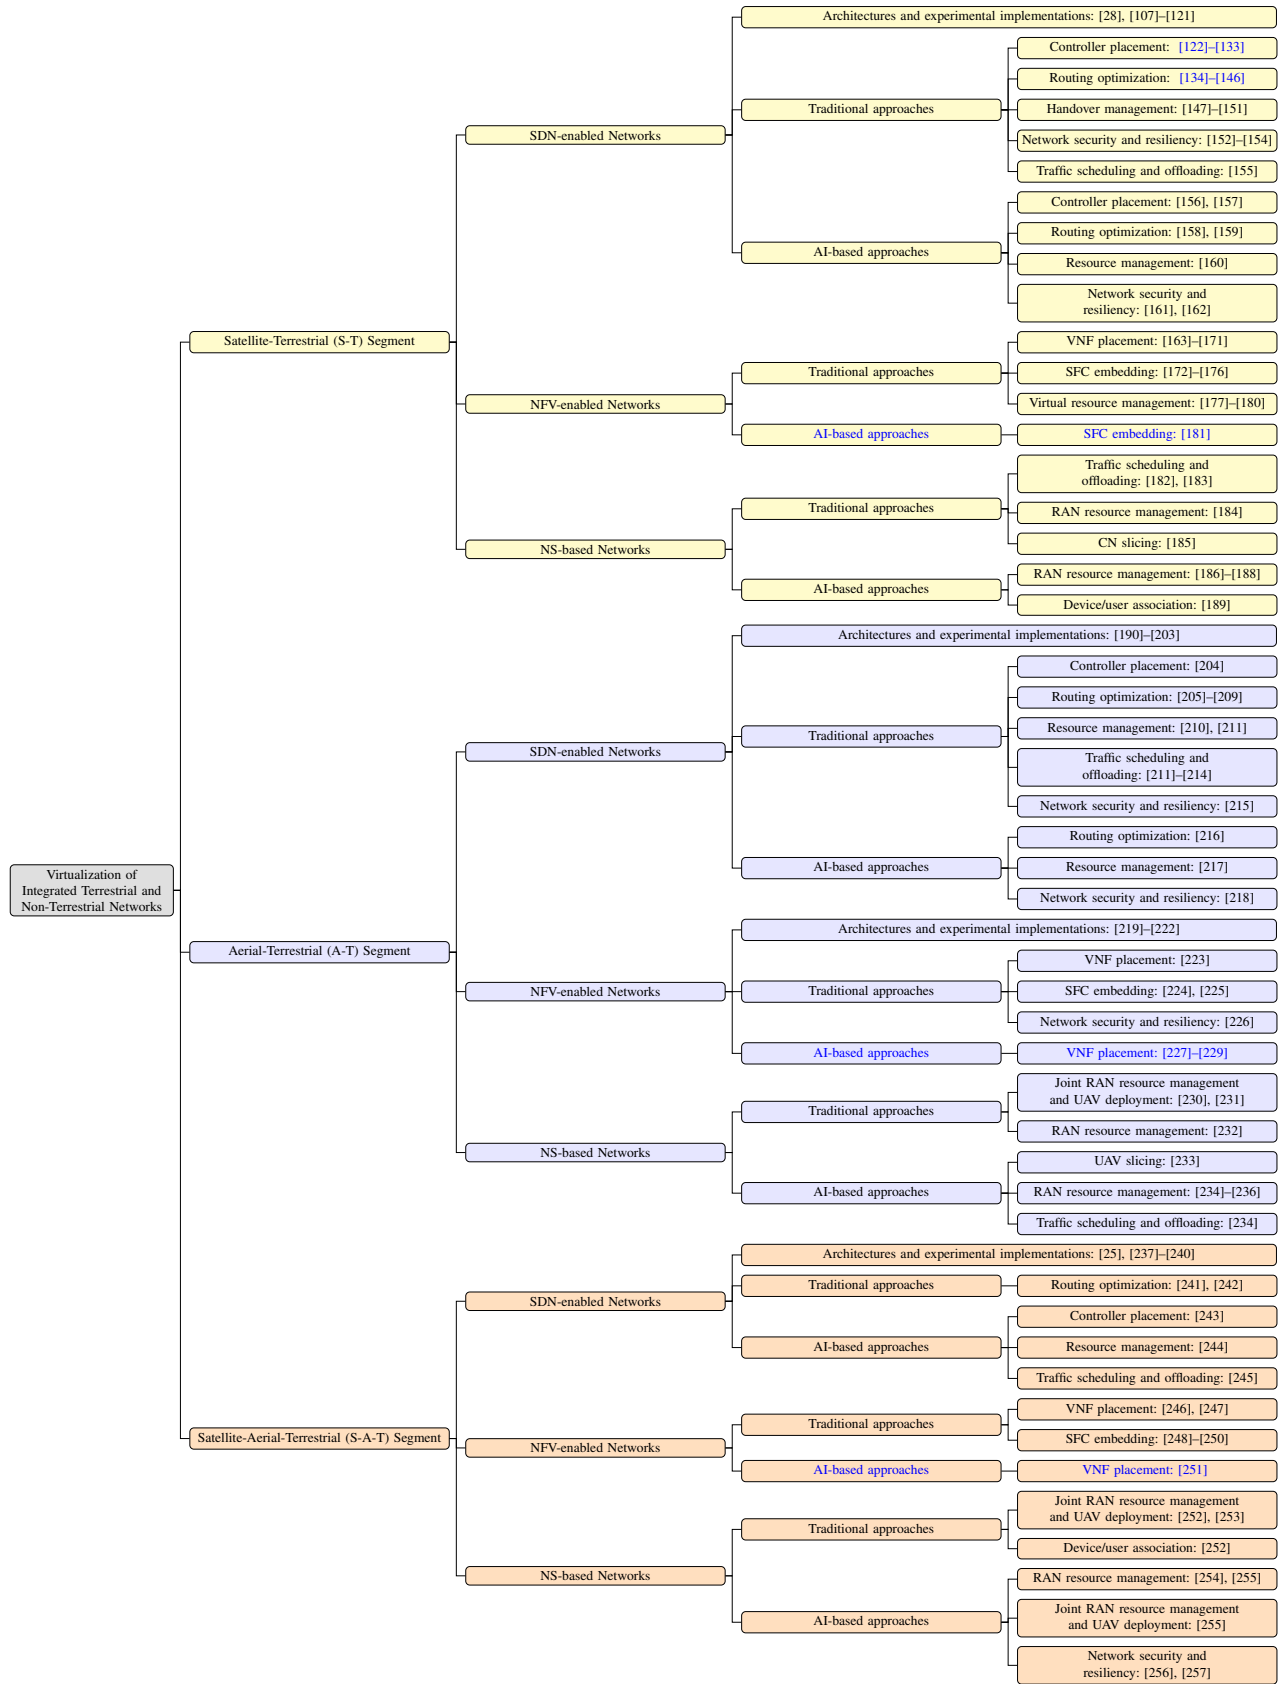 Virtualization of
Integrated Terrestrial and
Non-Terrestrial Networks
Satellite-Terrestrial (S-T) Segment
SDN-enabled Networks
Architectures and experimental implementations: [28], [107]–[121]
Traditional approaches
Controller placement: [122]–[133]
Routing optimization: [134]–[146]
Handover management: [147]–[151]
Network security and resiliency: [152]–[154]
Traffic scheduling and offloading: [155]
AI-based approaches
Controller placement: [156], [157]
Routing optimization: [158], [159]
Resource management: [160]
Network security and
resiliency: [161], [162]
NFV-enabled Networks
Traditional approaches
VNF placement: [163]–[171]
SFC embedding: [172]–[176]
Virtual resource management: [177]–[180]
AI-based approaches
SFC embedding: [181]
NS-based Networks
Traditional approaches
Traffic scheduling and
offloading: [182], [183]
RAN resource management: [184]
CN slicing: [185]
AI-based approaches
RAN resource management: [186]–[188]
Device/user association: [189]
Aerial-Terrestrial (A-T) Segment
SDN-enabled Networks
Architectures and experimental implementations: [190]–[203]
Traditional approaches
Controller placement: [204]
Routing optimization: [205]–[209]
Resource management: [210], [211]
Traffic scheduling and
offloading: [211]–[214]
Network security and resiliency: [215]
AI-based approaches
Routing optimization: [216]
Resource management: [217]
Network security and resiliency: [218]
NFV-enabled Networks
Architectures and experimental implementations: [219]–[222]
Traditional approaches
VNF placement: [223]
SFC embedding: [224], [225]
Network security and resiliency: [226]
AI-based approaches
VNF placement: [227]–[229]
NS-based Networks
Traditional approaches
Joint RAN resource management
and UAV deployment: [230], [231]
RAN resource management: [232]
AI-based approaches
UAV slicing: [233]
RAN resource management: [234]–[236]
Traffic scheduling and offloading: [234]
Satellite-Aerial-Terrestrial (S-A-T) Segment
SDN-enabled Networks
Architectures and experimental implementations: [25], [237]–[240]
Traditional approaches
Routing optimization: [241], [242]
AI-based approaches
Controller placement: [243]
Resource management: [244]
Traffic scheduling and offloading: [245]
NFV-enabled Networks
Traditional approaches
VNF placement: [246], [247]
SFC embedding: [248]–[250]
AI-based approaches
VNF placement: [251]
NS-based Networks
Traditional approaches
Joint RAN resource management
and UAV deployment: [252], [253]
Device/user association: [252]
AI-based approaches
RAN resource management: [254], [255]
Joint RAN resource management
and UAV deployment: [255]
Network security and
resiliency: [256], [257]